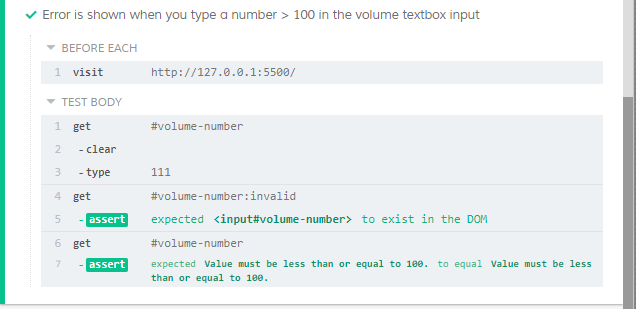 Error is shown when you type a number > 100 in the volume textbox input
BEFORE EACH
1 visit http://127.0.0.1:5500/
TEST BODY
1 get #volume-number
2 -clear
3 -type 111
4 get #volume-number:invalid
5 -assert expected <input#volume-number> to exist in the DOM
6 get #volume-number
7 -assert expected Value must be less than or equal to 100. to equal Value must be less
than or equal to 100.